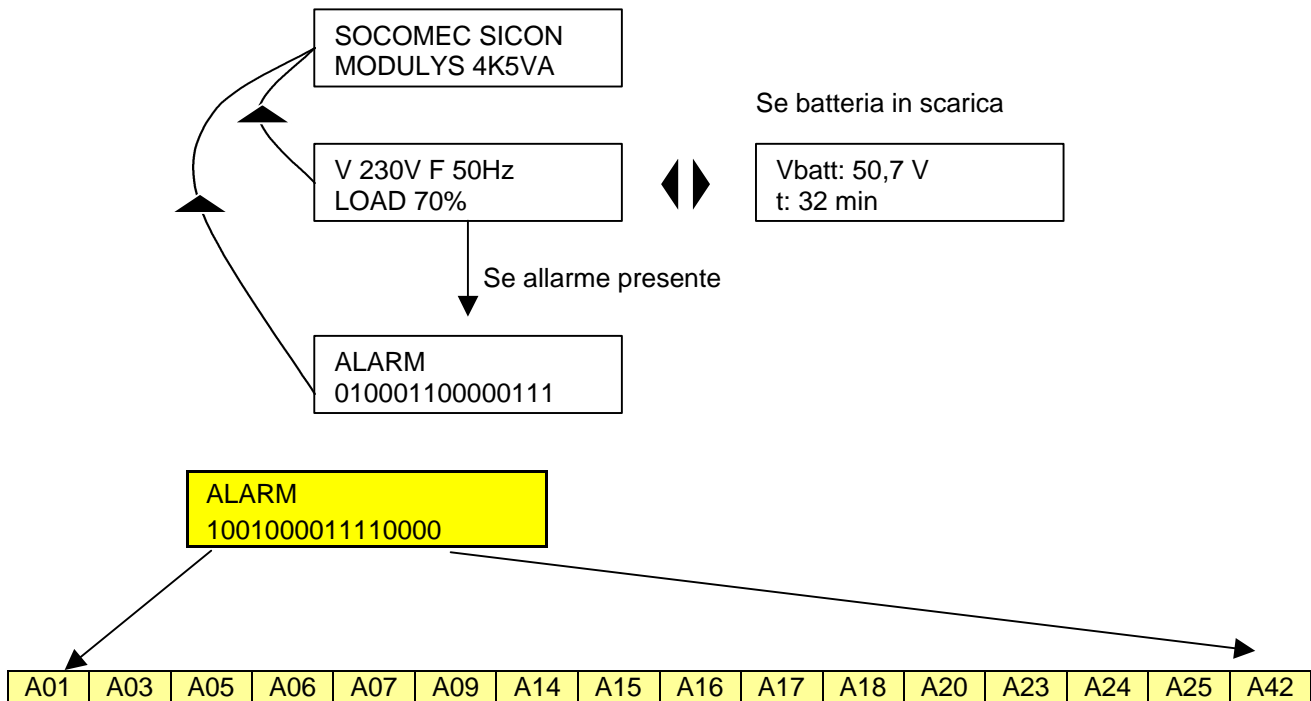 SOCOMEC SICON
MODULYS 4K5VA
Se batteria in scarica
V 230V F 50Hz
LOAD 70%
Vbatt: 50,7 V
t: 32 min
Se allarme presente
ALARM
010001100000111
ALARM
1001000011110000
A01 A03 A05 A06 A07 A09 A14 A15 A16 A17 A18 A20 A23 A24 A25 A42